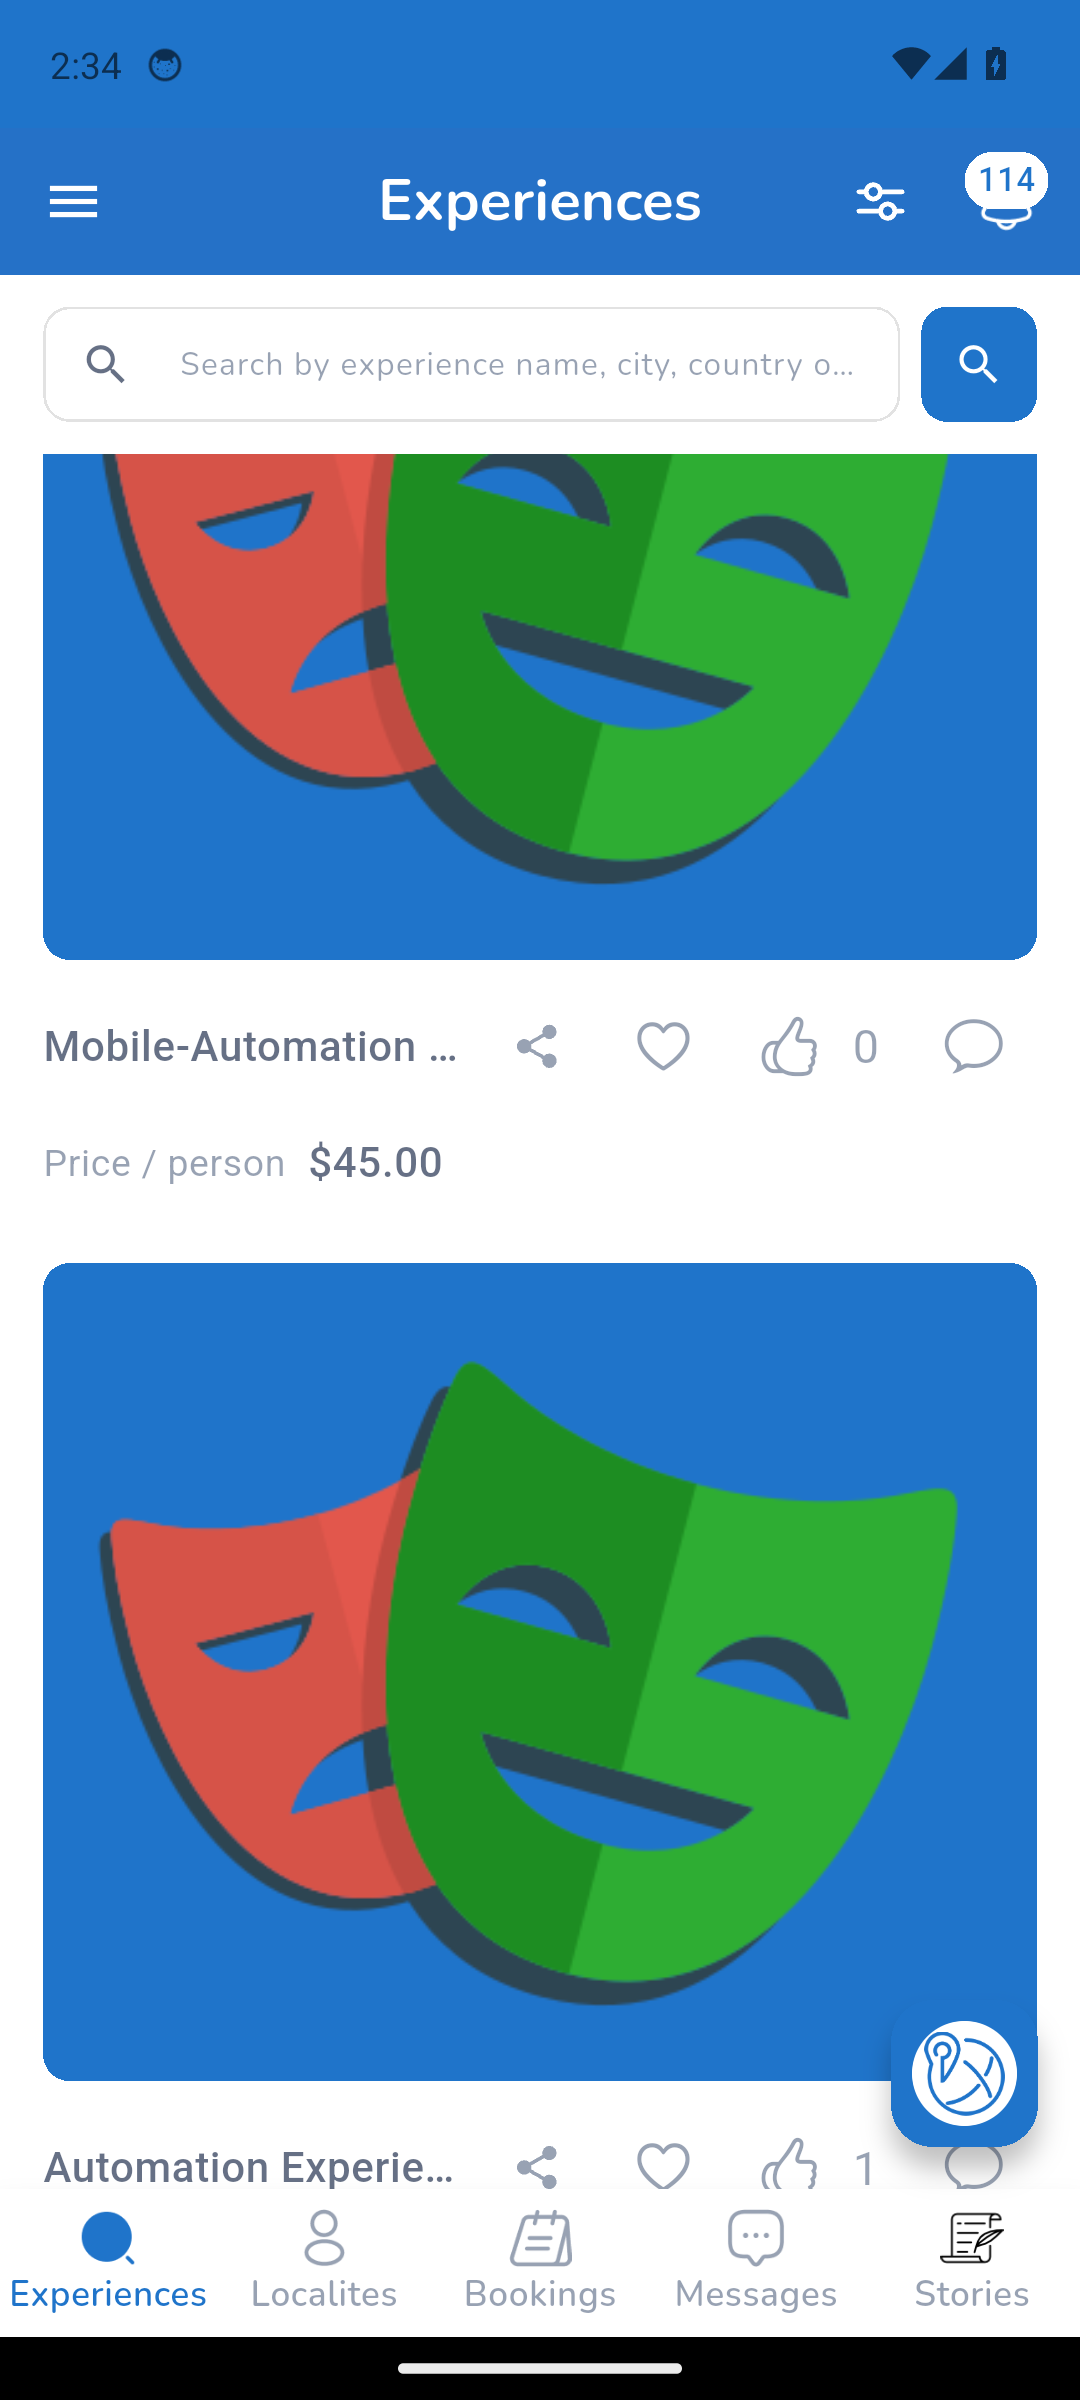 2:34
Experiences
114
Search by experience name, city, country o...
Mobile-Automation ...
0
Price / person $45.00
Automation Experie...
1
Experiences
Localites
Bookings
Messages
Stories